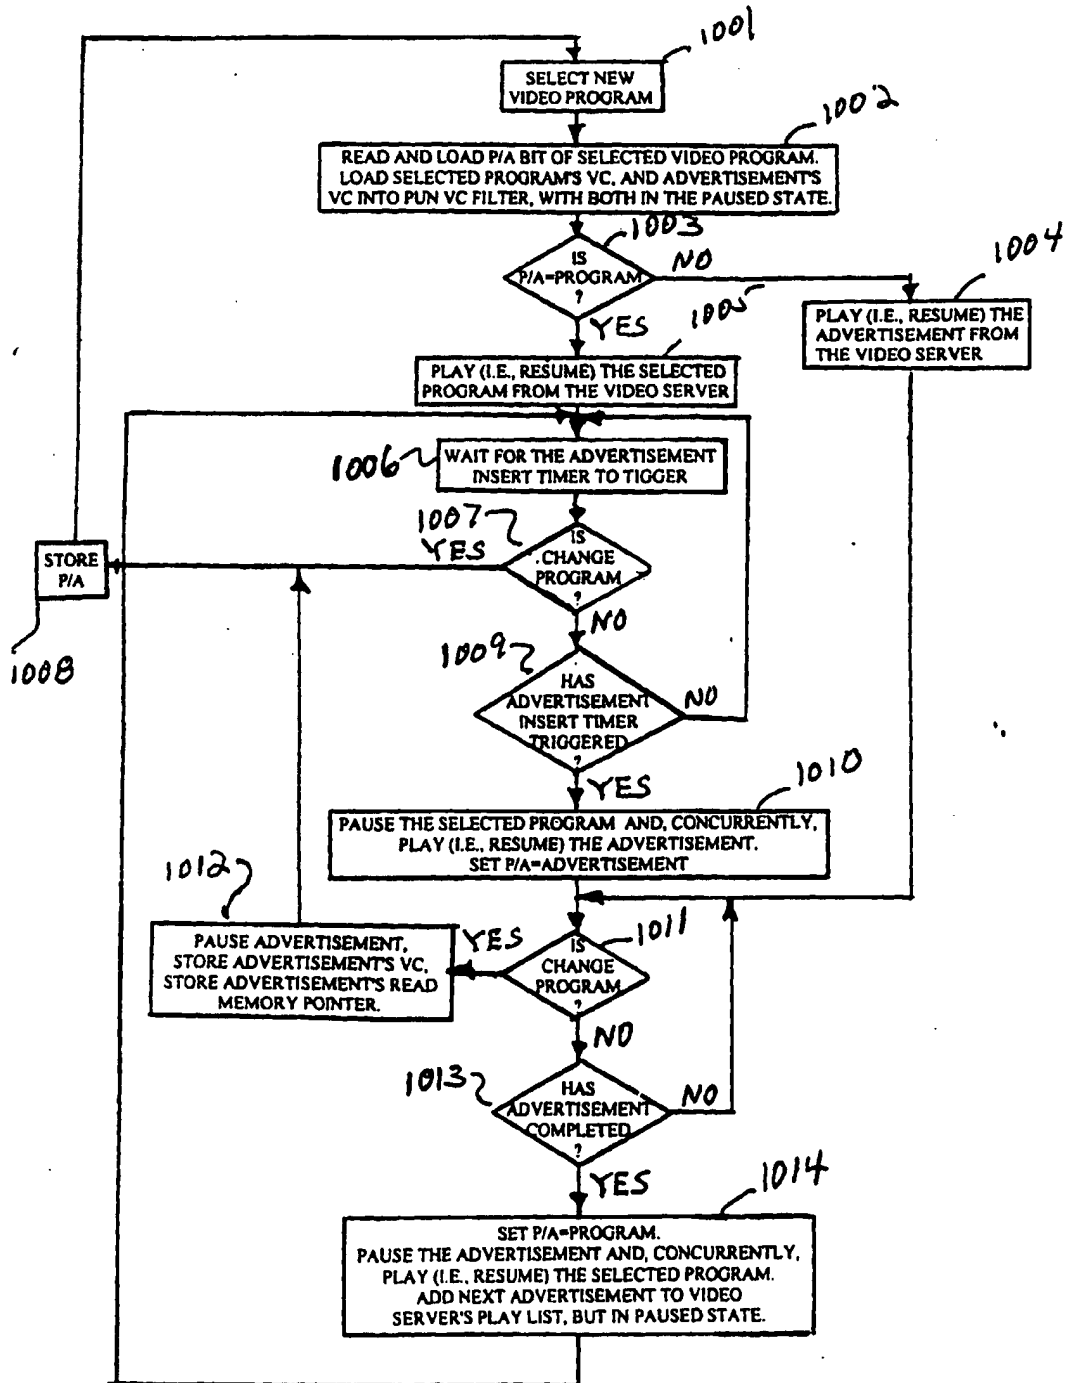 1001
SELECT NEW
VIDEO PROGRAM
1002
READ AND LOAD P/A BIT OF SELECTED VIDEO PROGRAM.
LOAD SELECTED PROGRAM'S VC, AND ADVERTISEMENT'S
VC INTO PUN VC FILTER, WITH BOTH IN THE PAUSED STATE.
1003
IS
P/A=PROGRAM
?
NO
YES
1004
PLAY (I.E., RESUME) THE
ADVERTISEMENT FROM
THE VIDEO SERVER
1005
PLAY (I.E., RESUME) THE SELECTED
PROGRAM FROM THE VIDEO SERVER
1006
WAIT FOR THE ADVERTISEMENT
INSERT TIMER TO TIGGER
1007
YES
IS
CHANGE
PROGRAM
?
NO
STORE
P/A
1008
1009
HAS
ADVERTISEMENT
INSERT TIMER
TRIGGERED
?
NO
YES
1010
PAUSE THE SELECTED PROGRAM AND, CONCURRENTLY,
PLAY (I.E., RESUME) THE ADVERTISEMENT.
SET P/A=ADVERTISEMENT
1011
IS
CHANGE
PROGRAM
?
YES
NO
1012
PAUSE ADVERTISEMENT,
STORE ADVERTISEMENT'S VC,
STORE ADVERTISEMENT'S READ
MEMORY POINTER.
1013
HAS
ADVERTISEMENT
COMPLETED
?
NO
YES
1014
SET P/A=PROGRAM.
PAUSE THE ADVERTISEMENT AND, CONCURRENTLY,
PLAY (I.E., RESUME) THE SELECTED PROGRAM.
ADD NEXT ADVERTISEMENT TO VIDEO
SERVER'S PLAY LIST, BUT IN PAUSED STATE.